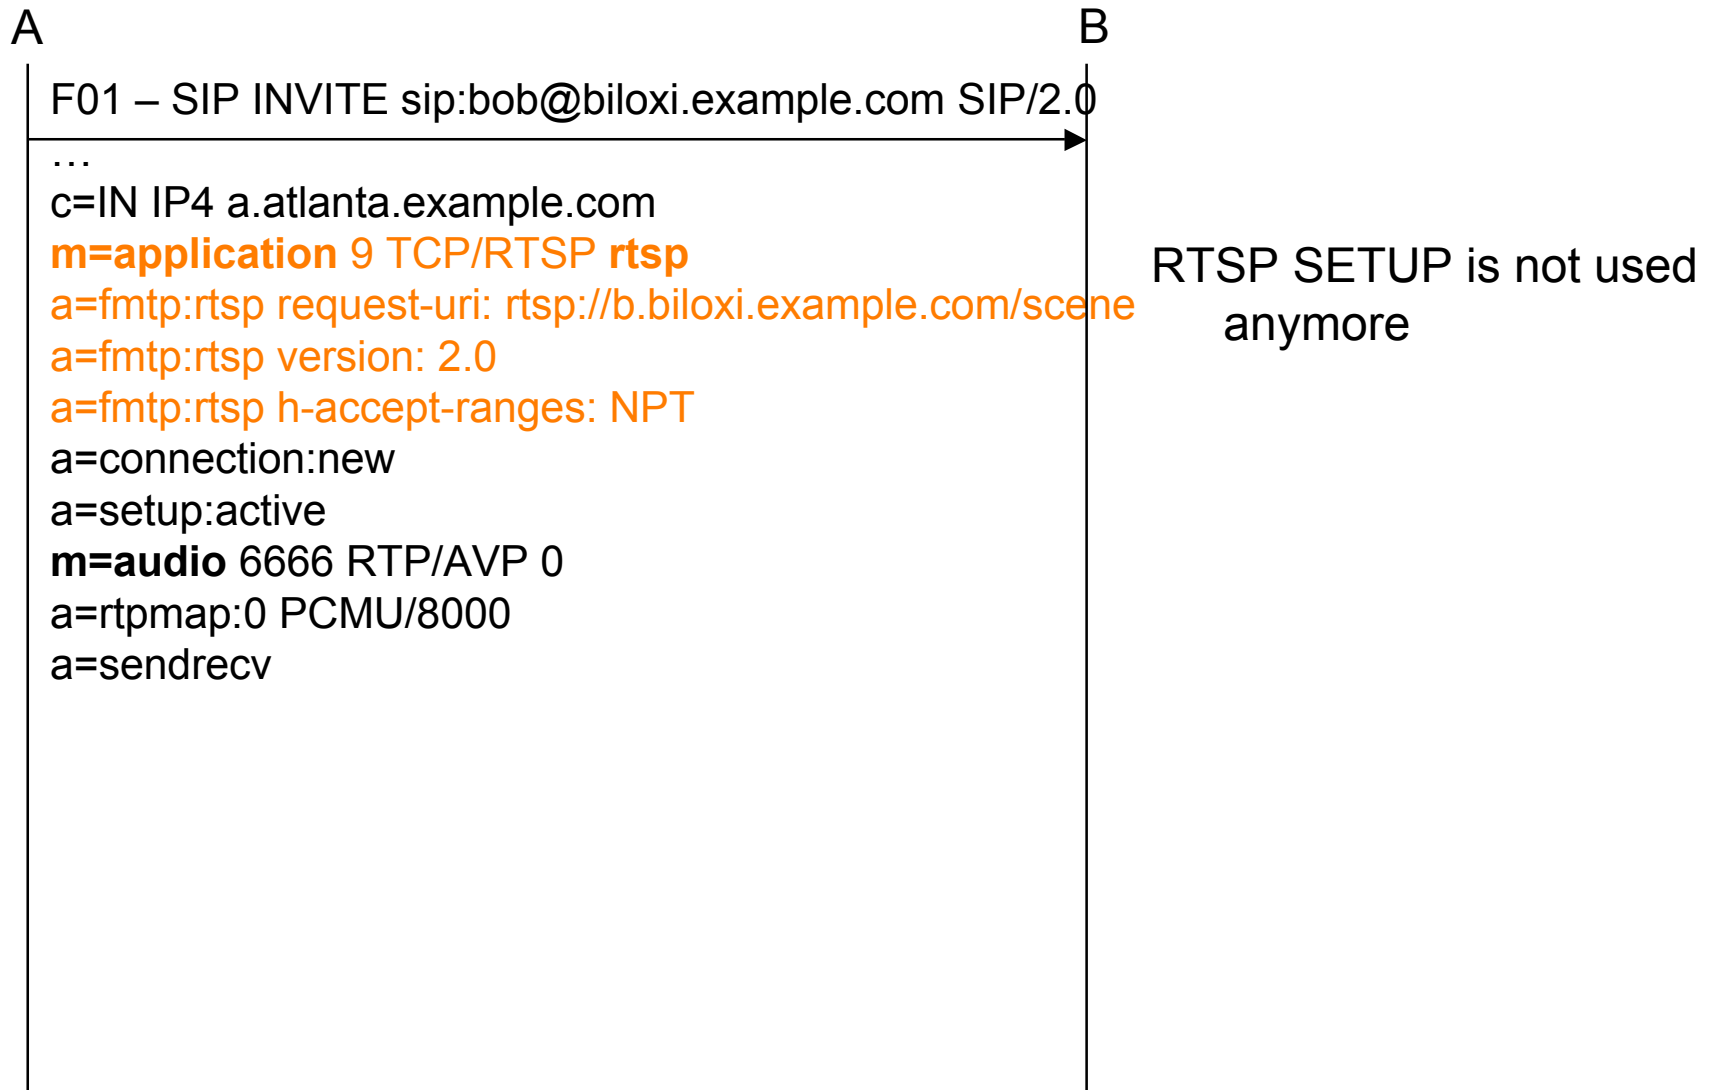 A
B
F01 – SIP INVITE sip:bob@biloxi.example.com SIP/2.0
…
c=IN IP4 a.atlanta.example.com
m=application 9 TCP/RTSP rtsp
a=fmtp:rtsp request-uri: rtsp://b.biloxi.example.com/scene
a=fmtp:rtsp version: 2.0
a=fmtp:rtsp h-accept-ranges: NPT
a=connection:new
a=setup:active
m=audio 6666 RTP/AVP 0
a=rtpmap:0 PCMU/8000
a=sendrecv
RTSP SETUP is not used
anymore